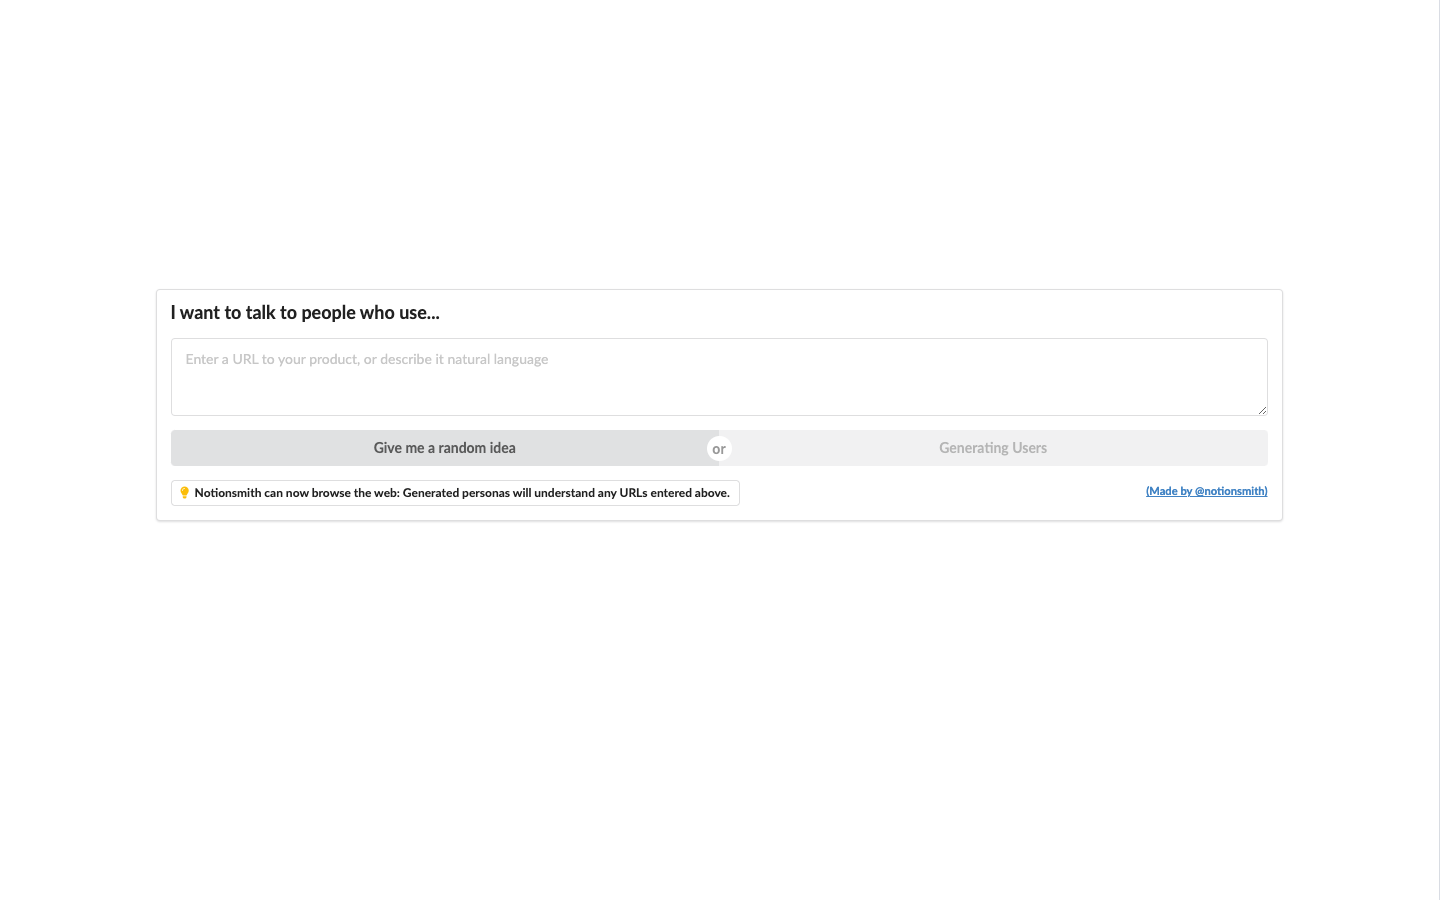 I want to talk to people who use...
Enter a URL to your product, or describe it natural language
Give me a random idea
or
Generating Users
Notionsmith can now browse the web: Generated personas will understand any URLs entered above.
(Made by @notionsmith)